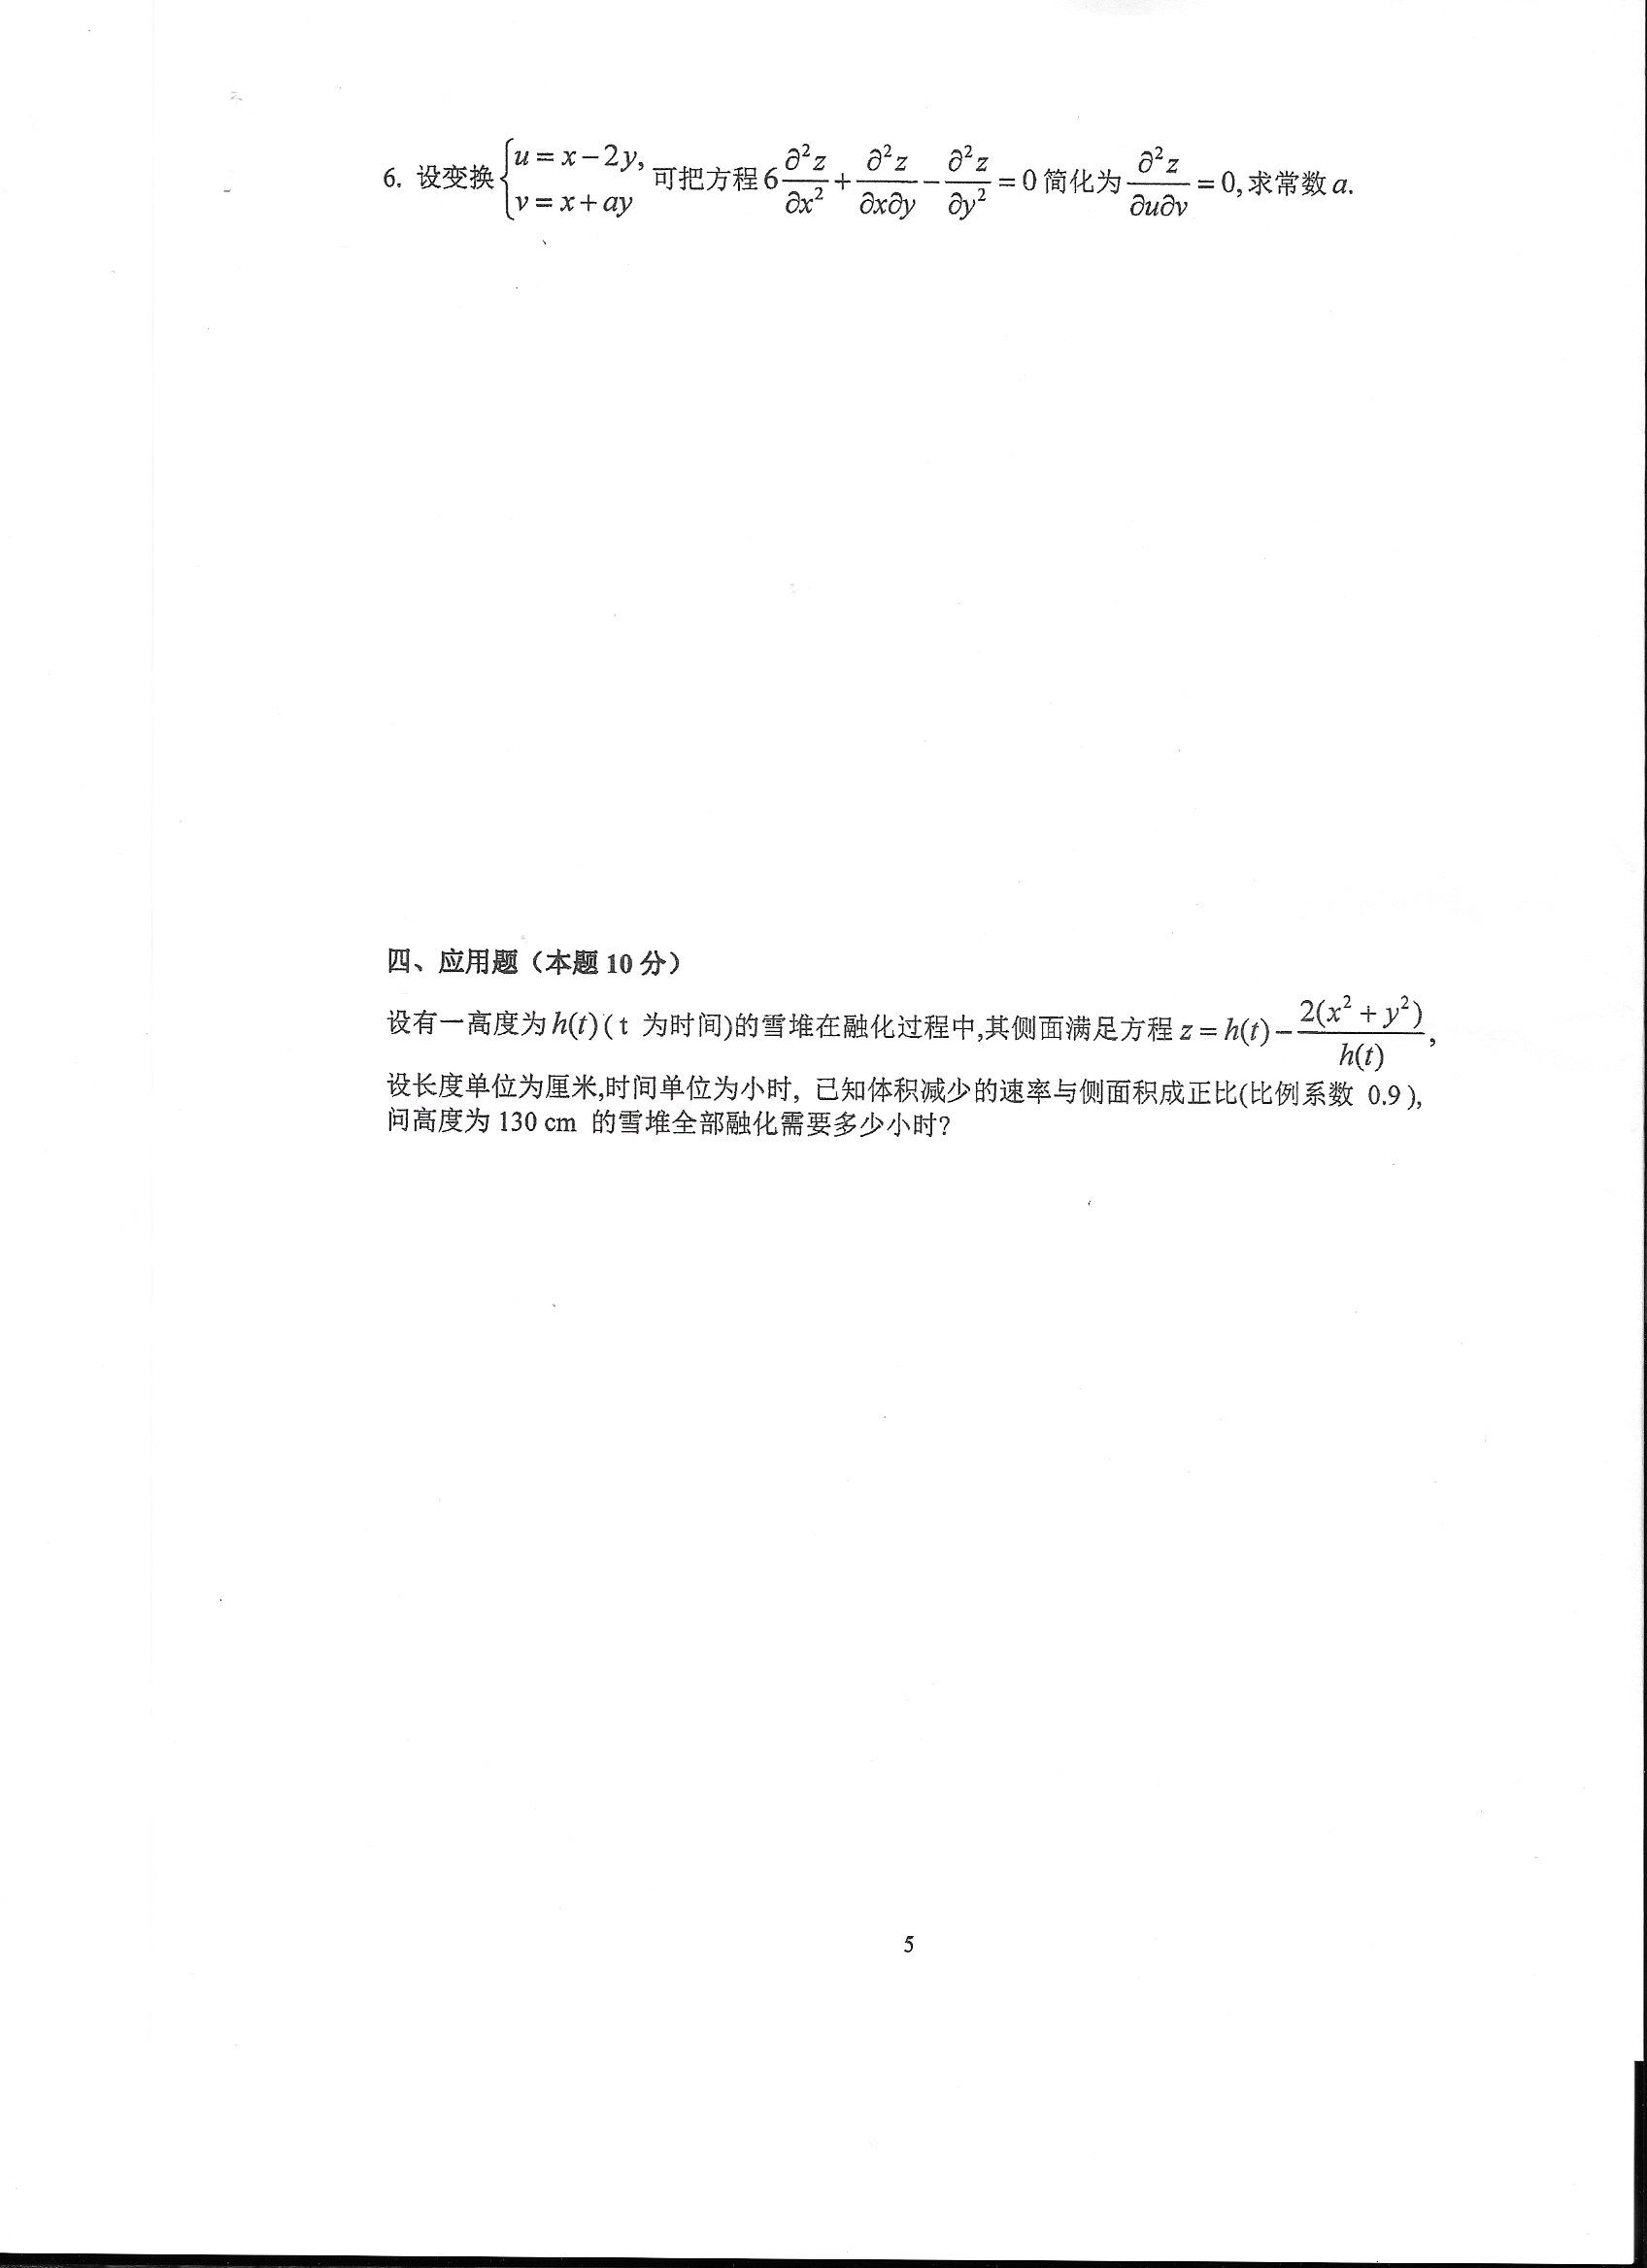 6. 设变换{u = x − 2y, v = x + ay 可把方程 6∂²z/∂x² + ∂²z/∂x∂y − ∂²z/∂y² = 0 简化为 ∂²z/∂u∂v = 0, 求常数 a.
四、应用题（本题 10 分）
设有一高度为 h(t) ( t 为时间)的雪堆在融化过程中,其侧面满足方程 z = h(t) − 2(x² + y²)/h(t),
设长度单位为厘米,时间单位为小时, 已知体积减少的速率与侧面积成正比(比例系数 0.9 ),
问高度为 130 cm 的雪堆全部融化需要多少小时?
5